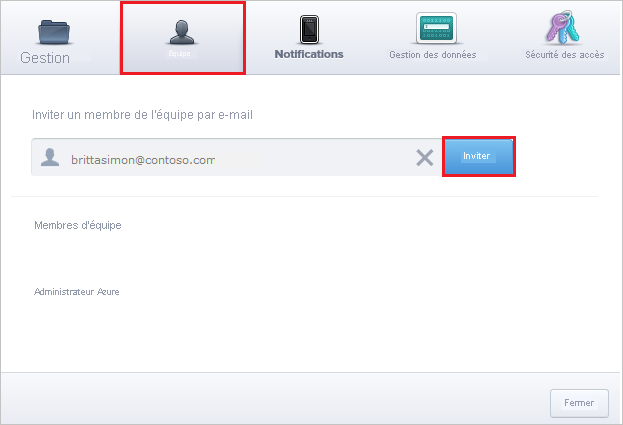 Gestion
Équipe
Notifications
Gestion des données
Sécurité des accès
Inviter un membre de l'équipe par e-mail
brittasimon@contoso.com
Inviter
Membres d'équipe
Administrateur Azure
Fermer